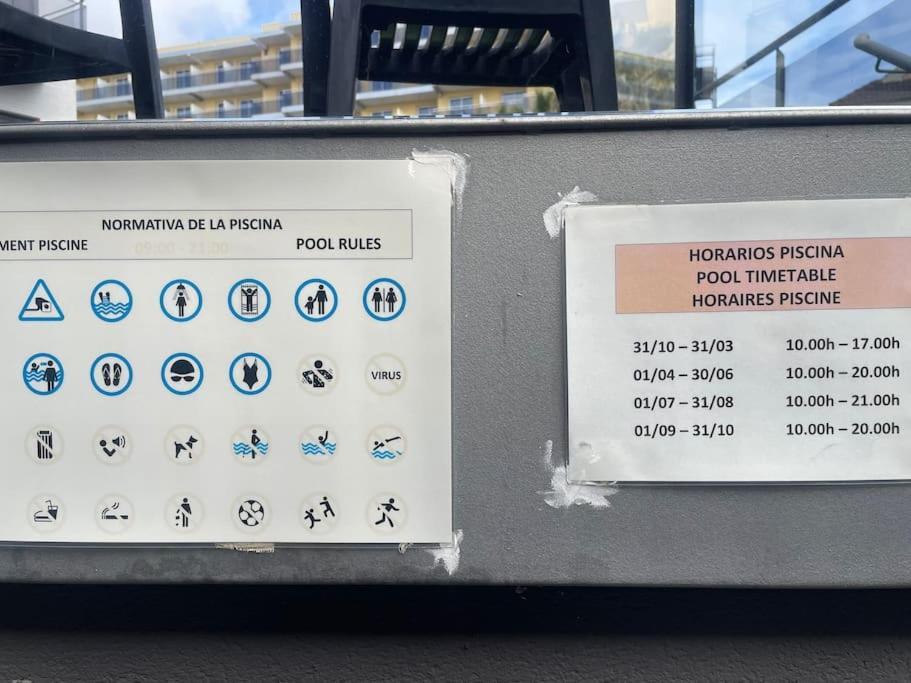 NORMATIVA DE LA PISCINA
MENT PISCINE 09:00 - 21:00 POOL RULES
VIRUS
HORARIOS PISCINA
POOL TIMETABLE
HORAIRES PISCINE
31/10 – 31/03 10.00h – 17.00h
01/04 – 30/06 10.00h – 20.00h
01/07 – 31/08 10.00h – 21.00h
01/09 – 31/10 10.00h – 20.00h